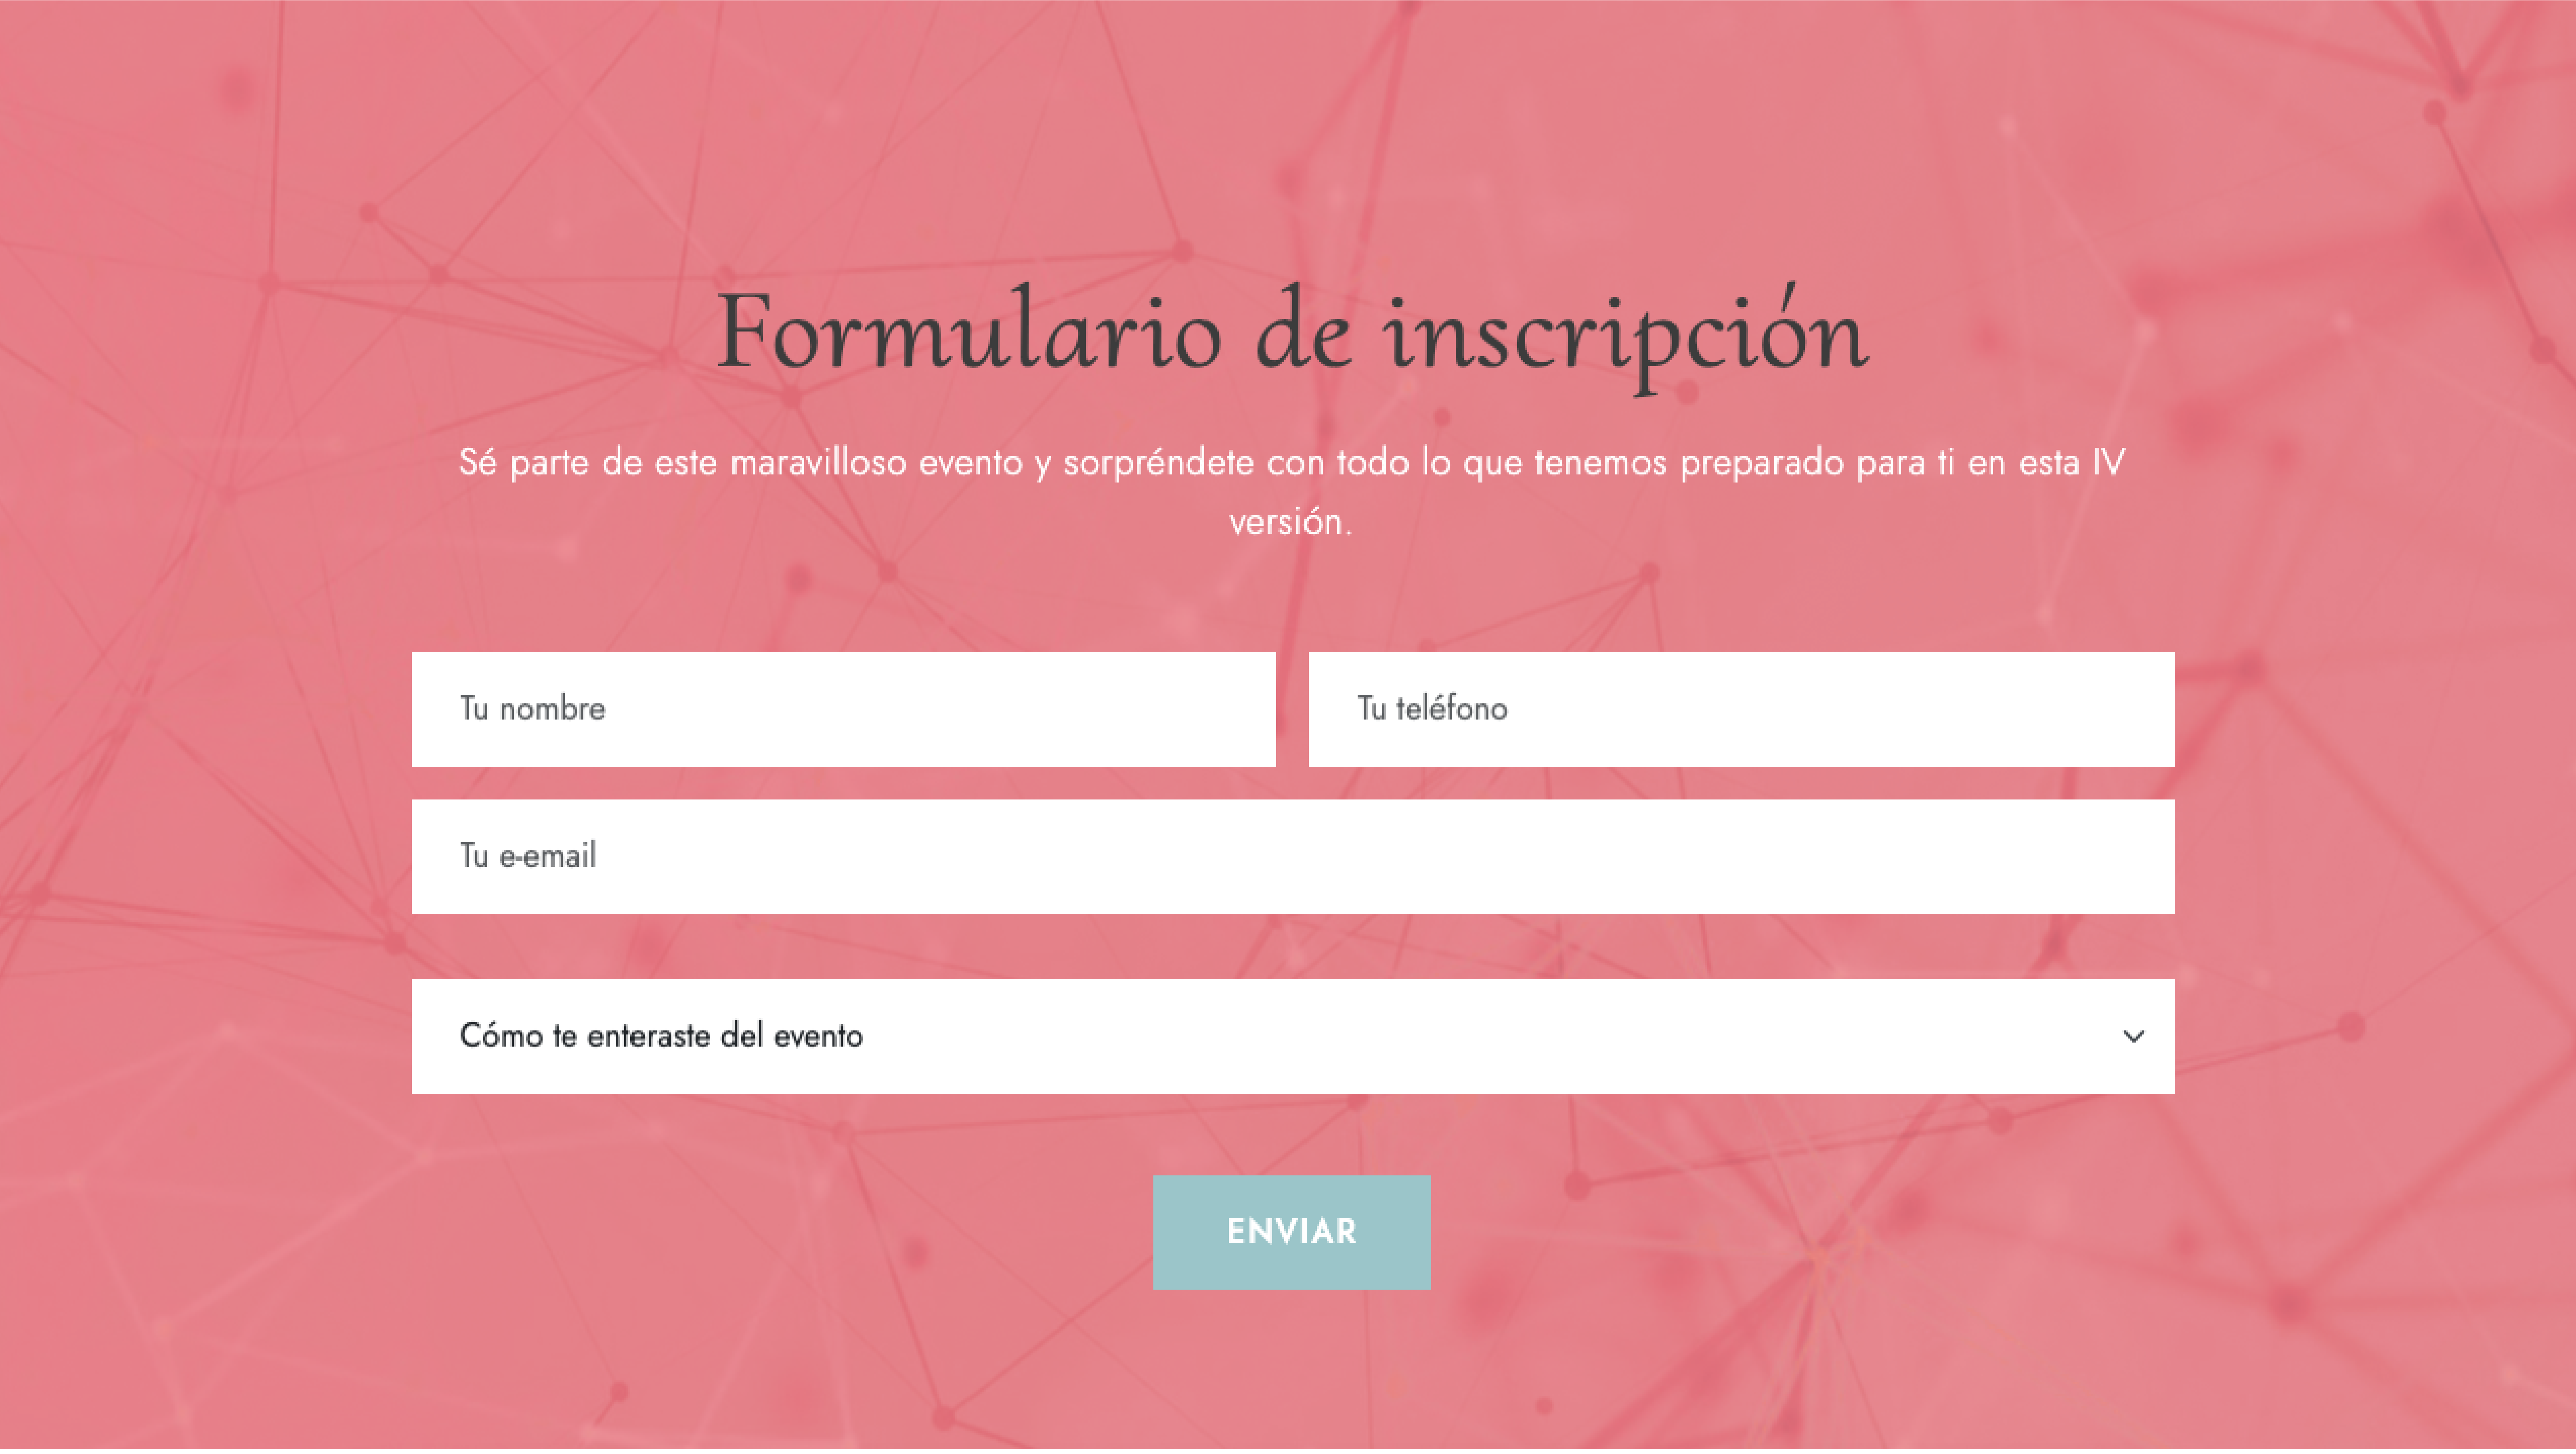 Formulario de inscripción
Sé parte de este maravilloso evento y sorpréndete con todo lo que tenemos preparado para ti en esta IV
versión.
Tu nombre
Tu teléfono
Tu e-email
Cómo te enteraste del evento
ENVIAR